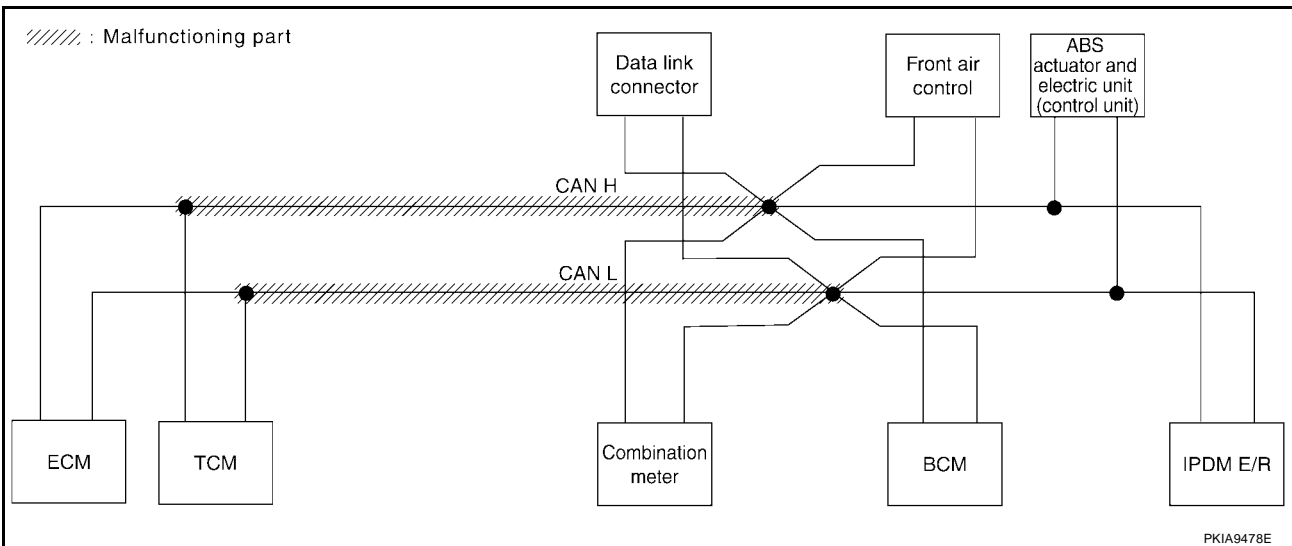 : Malfunctioning part
Data link
connector
Front air
control
ABS
actuator and
electric unit
(control unit)
CAN H
CAN L
ECM
TCM
Combination
meter
BCM
IPDM E/R
PKIA9478E